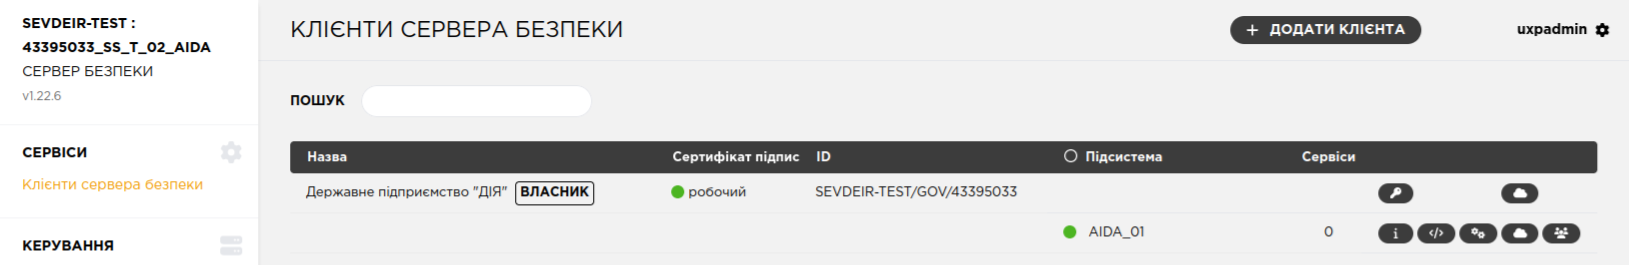 SEVDEIR-TEST :
43395033_SS_T_02_AIDA
СЕРВЕР БЕЗПЕКИ
v1.22.6
СЕРВІСИ
Клієнти сервера безпеки
КЕРУВАННЯ
КЛІЄНТИ СЕРВЕРА БЕЗПЕКИ
+ ДОДАТИ КЛІЄНТА
uxpadmin
ПОШУК
Назва Сертифікат підпис ID Підсистема Сервіси
Державне підприємство "ДІЯ" ВЛАСНИК робочий SEVDEIR-TEST/GOV/43395033
AIDA_01 0